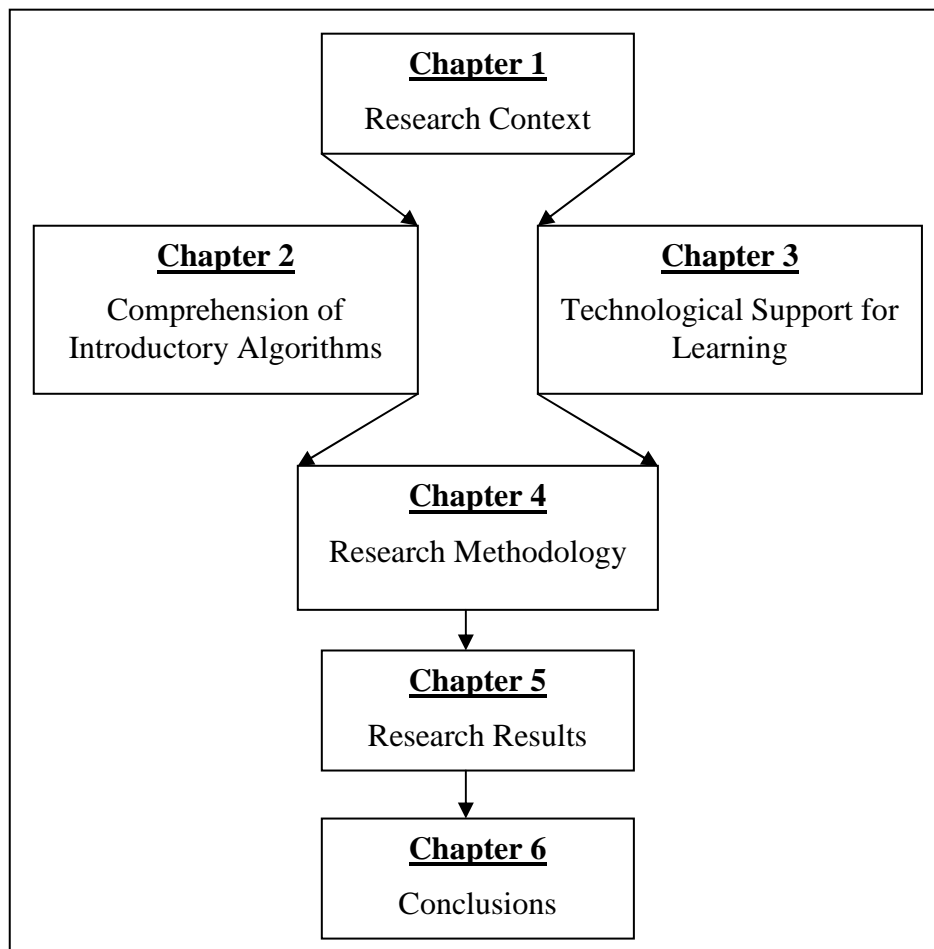 Chapter 1
Research Context
Chapter 2
Comprehension of
Introductory Algorithms
Chapter 3
Technological Support for
Learning
Chapter 4
Research Methodology
Chapter 5
Research Results
Chapter 6
Conclusions